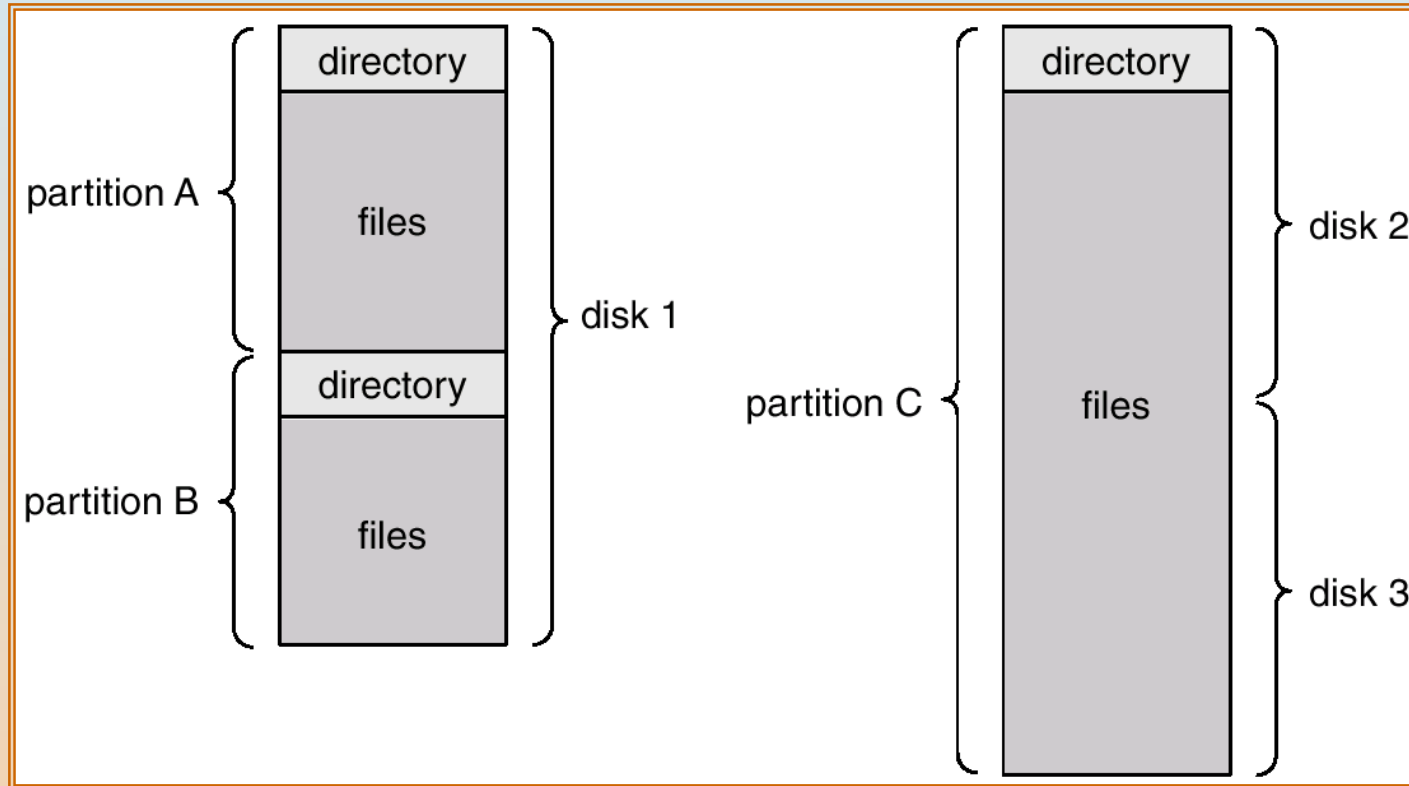 directory
partition A
files
disk 1
directory
partition B
files
directory
disk 2
partition C
files
disk 3